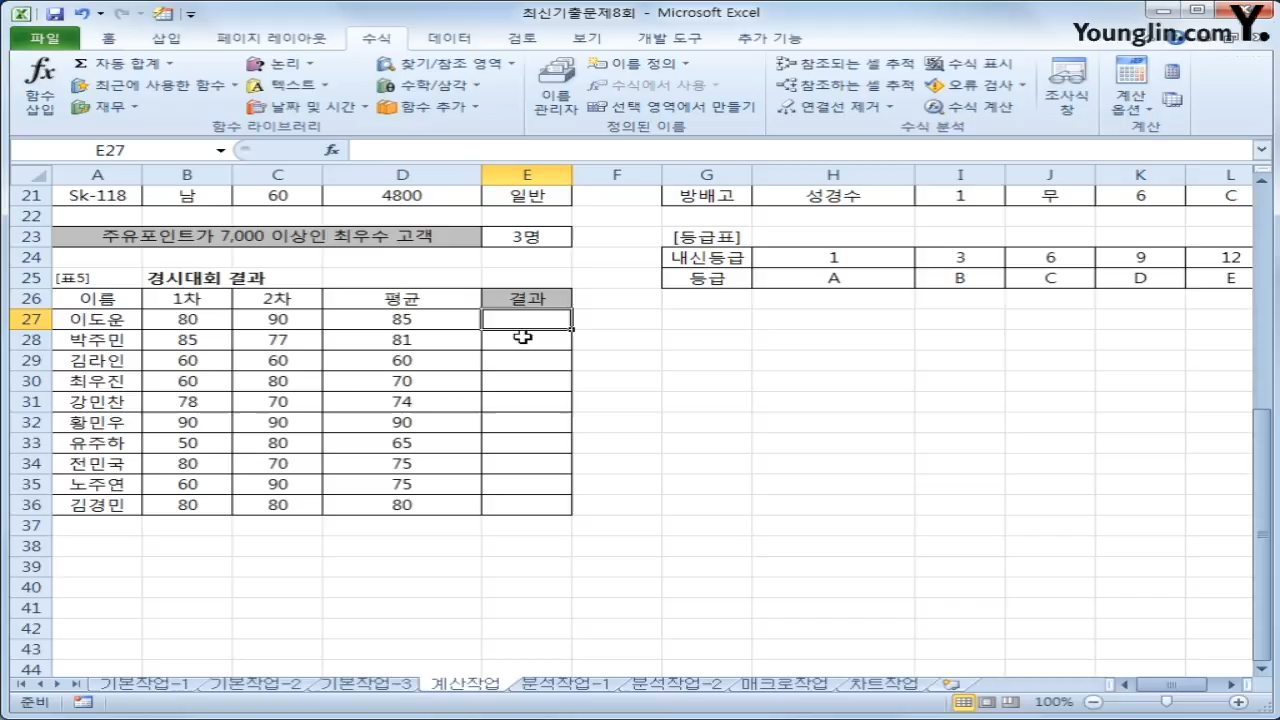 최신기출문제8회 - Microsoft Excel
YoungJin.com Y.
파일 홈 삽입 페이지 레이아웃 수식 데이터 검토 보기 개발 도구 추가 기능
fx 함수 삽입
Σ 자동 합계 논리 찾기/참조 영역
최근에 사용한 함수 텍스트 수학/삼각
재무 날짜 및 시간 함수 추가
함수 라이브러리
이름 관리자
이름 정의
수식에서 사용
선택 영역에서 만들기
정의된 이름
참조되는 셀 추적 수식 표시
참조하는 셀 추적 오류 검사
연결선 제거 수식 계산
수식 분석
조사식 창
계산 옵션
계산
E27 fx
A B C D E F G H I J K L
21 Sk-118 남 60 4800 일반 방배고 성경수 1 무 6 C
22
23 주유포인트가 7,000 이상인 최우수 고객 3명 [등급표]
24 내신등급 1 3 6 9 12
25 [표5] 경시대회 결과 등급 A B C D E
26 이름 1차 2차 평균 결과
27 이도운 80 90 85
28 박주민 85 77 81
29 김라인 60 60 60
30 최우진 60 80 70
31 강민찬 78 70 74
32 황민우 90 90 90
33 유주하 50 80 65
34 전민국 80 70 75
35 노주연 60 90 75
36 김경민 80 80 80
37
38
39
40
41
42
43
44
기본작업-1 기본작업-2 기본작업-3 계산작업 분석작업-1 분석작업-2 매크로작업 차트작업
준비 100%